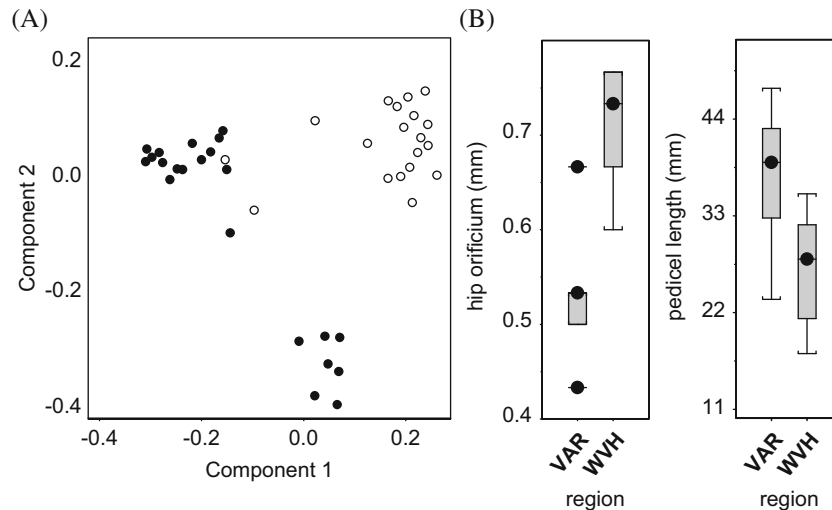 (A)
0.2
0.0
-0.2
-0.4
Component 2
-0.4
-0.2
0.0
0.2
Component 1
(B)
0.7
0.6
0.5
0.4
hip orificium (mm)
VAR
WVH
region
44
33
22
11
pedicel length (mm)
VAR
WVH
region